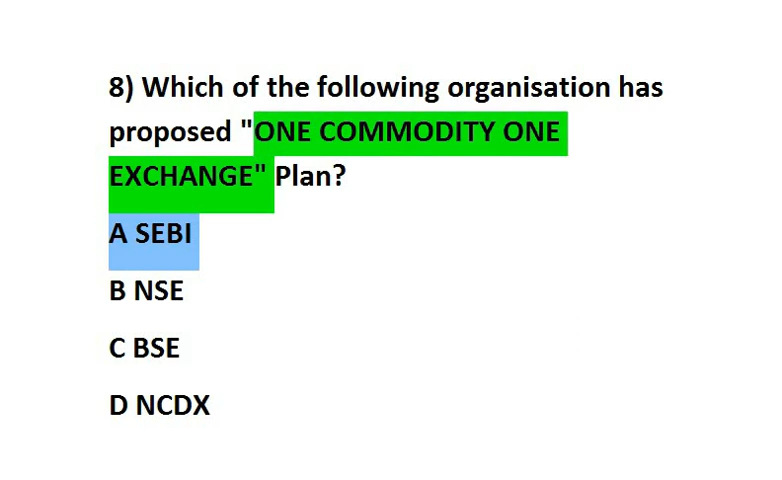 8) Which of the following organisation has
proposed "ONE COMMODITY ONE
EXCHANGE" Plan?
A SEBI
B NSE
C BSE
D NCDX